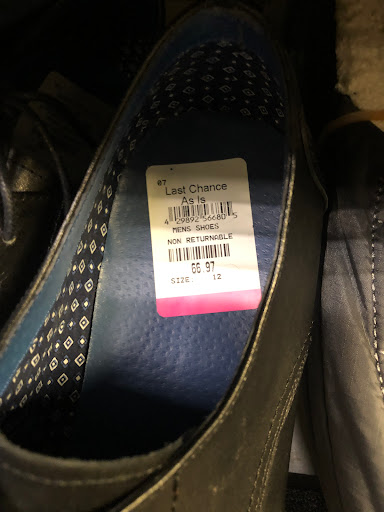 07
Last Chance
As Is
4 29892 56680 5
MENS SHOES
NON RETURNABLE
66.97
SIZE: 12